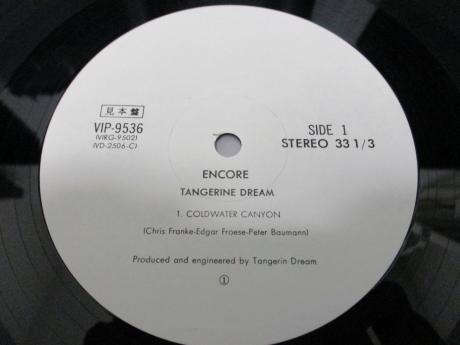 見本盤
VIP-9536
(VIRG-9502)
(VD-2506-C)
SIDE 1
STEREO 33 1/3
ENCORE
TANGERINE DREAM
1. COLDWATER CANYON
(Chris Franke-Edgar Froese-Peter Baumann)
Produced and engineered by Tangerin Dream
①